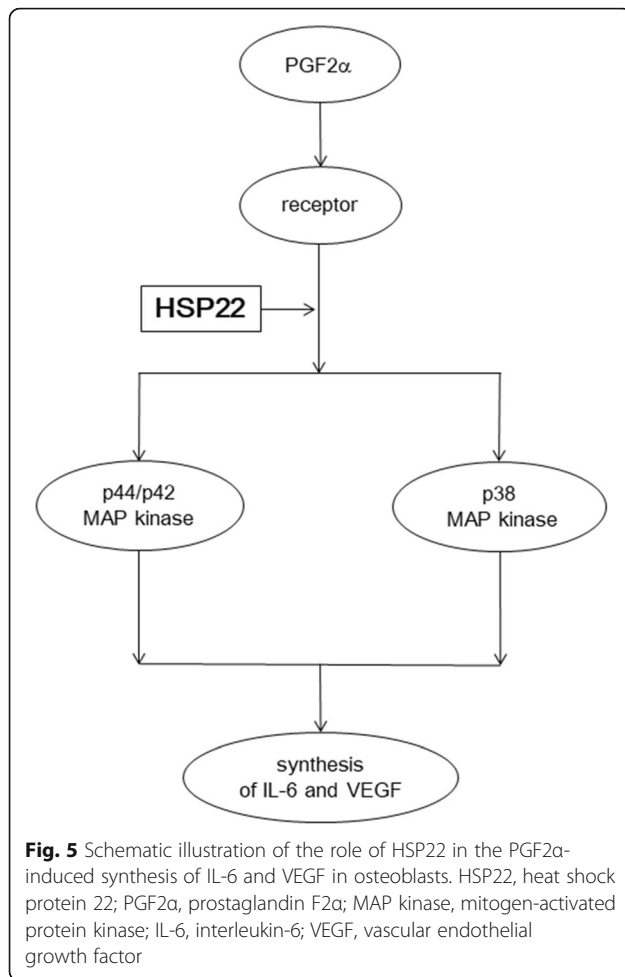 PGF2α
receptor
HSP22
p44/p42
MAP kinase
p38
MAP kinase
synthesis
of IL-6 and VEGF
Fig. 5 Schematic illustration of the role of HSP22 in the PGF2α-
induced synthesis of IL-6 and VEGF in osteoblasts. HSP22, heat shock
protein 22; PGF2α, prostaglandin F2α; MAP kinase, mitogen-activated
protein kinase; IL-6, interleukin-6; VEGF, vascular endothelial
growth factor